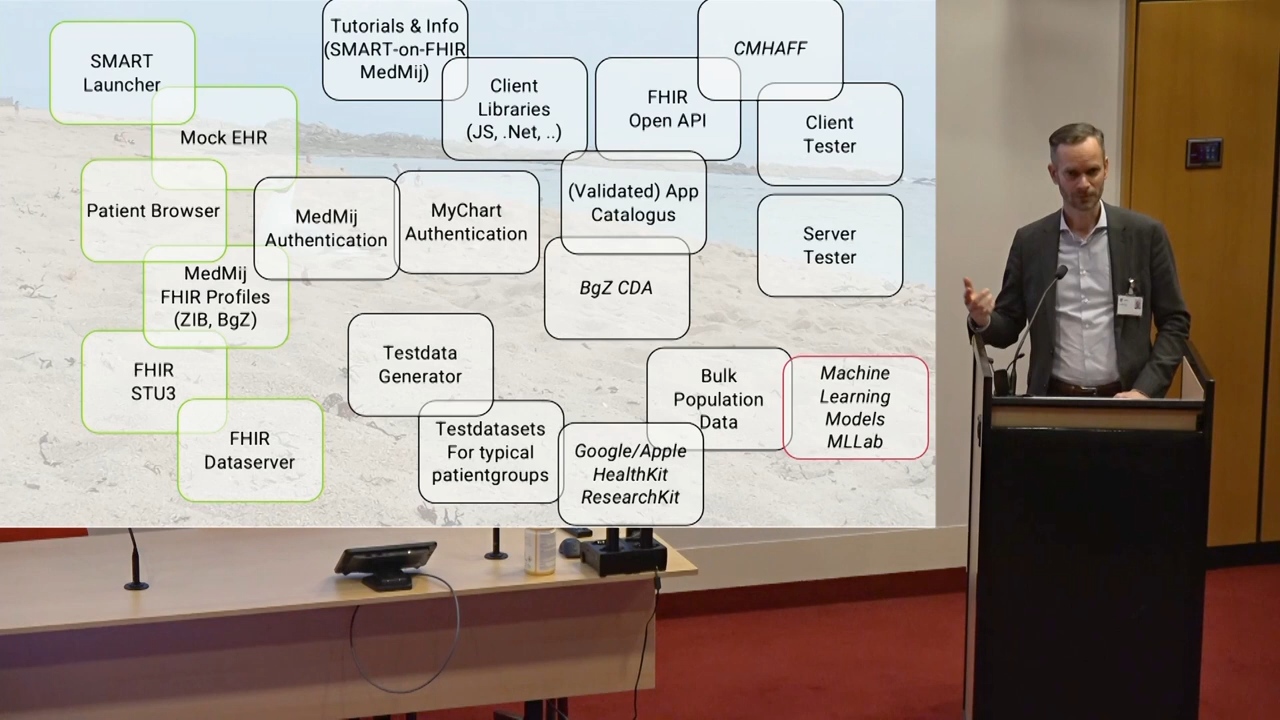 SMART
Launcher
Mock EHR
Patient Browser
MedMij
FHIR Profiles
(ZIB, BgZ)
FHIR
STU3
FHIR
Dataserver
Tutorials & Info
(SMART-on-FHIR
MedMij)
Client
Libraries
(JS, .Net, ..)
FHIR
Open API
CMHAFF
Client
Tester
MedMij
Authentication
MyChart
Authentication
(Validated) App
Catalogus
Server
Tester
BgZ CDA
Testdata
Generator
Testdatasets
For typical
patientgroups
Google/Apple
HealthKit
ResearchKit
Bulk
Population
Data
Machine
Learning
Models
MLLab